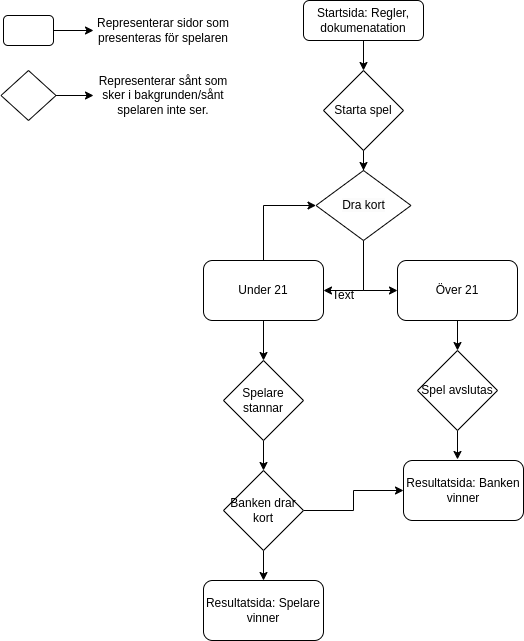 Representerar sidor som
presenteras för spelaren
Representerar sånt som
sker i bakgrunden/sånt
spelaren inte ser.
Startsida: Regler,
dokumenatation
Starta spel
Dra kort
Under 21
Text
Över 21
Spelare
stannar
Spel avslutas
Banken drar
kort
Resultatsida: Banken
vinner
Resultatsida: Spelare
vinner